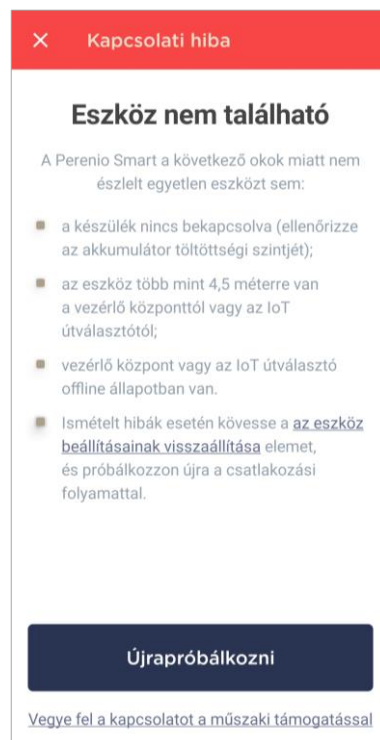 Kapcsolati hiba
Eszköz nem található
A Perenio Smart a következő okok miatt nem
észlelt egyetlen eszközt sem:
a készülék nincs bekapcsolva (ellenőrizze
az akkumulátor töltöttségi szintjét);
az eszköz több mint 4,5 méterre van
a vezérlő központtól vagy az IoT
útválasztótól;
vezérlő központ vagy az IoT útválasztó
offline állapotban van.
Ismételt hibák esetén kövesse a az eszköz
beállításainak visszaállítása elemet,
és próbálkozzon újra a csatlakozási
folyamattal.
Újrapróbálkozni
Vegye fel a kapcsolatot a műszaki támogatással